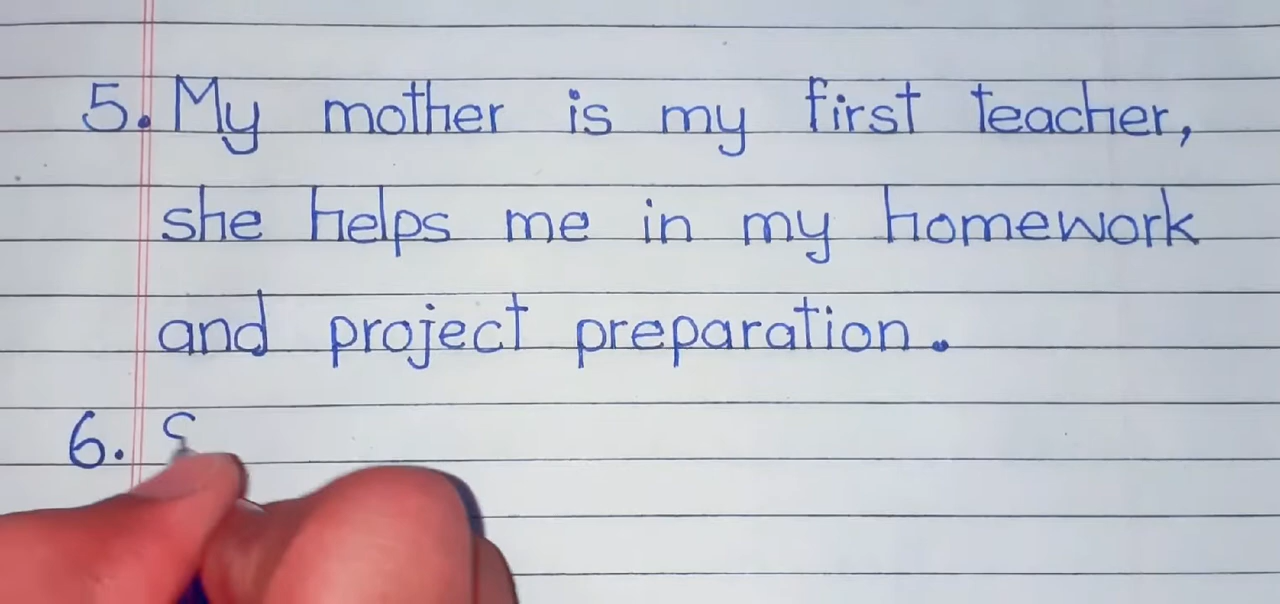 5. My mother is my first teacher,
she helps me in my homework
and project preparation.
6.